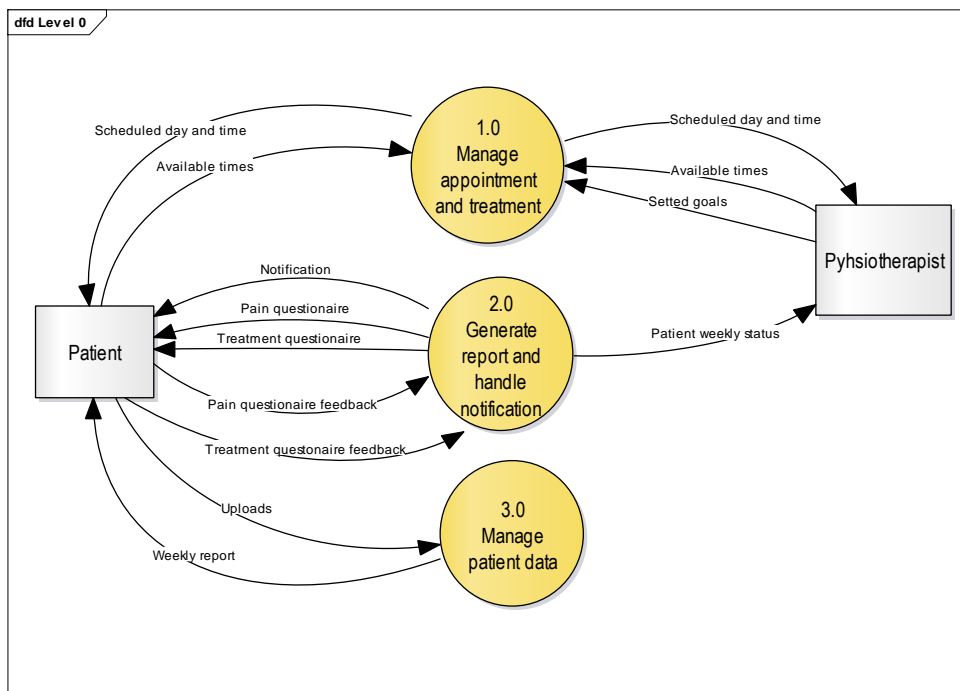 dfd Level 0
Scheduled day and time
Available times
1.0
Manage
appointment
and treatment
Scheduled day and time
Available times
Setted goals
Pyhsiotherapist
Notification
Pain questionaire
Treatment questionaire
Patient
2.0
Generate
report and
handle
notification
Patient weekly status
Pain questionaire feedback
Treatment questonaire feedback
Uploads
Weekly report
3.0
Manage
patient data